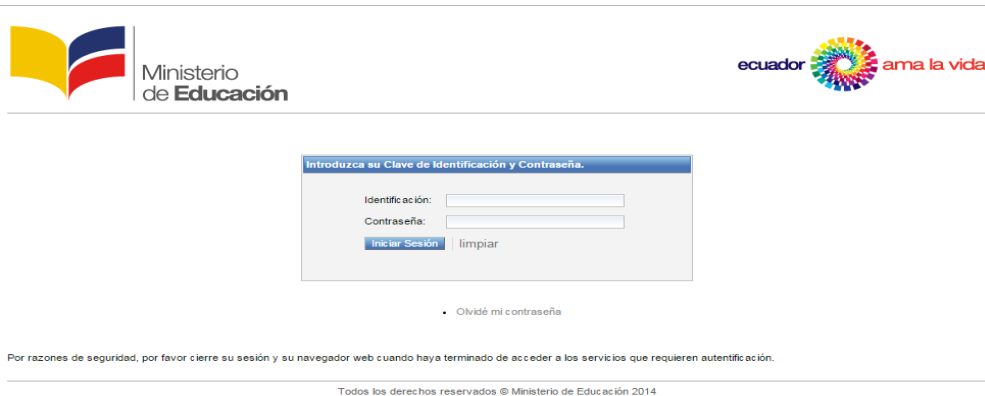 Ministerio
de Educación
ecuador ama la vida
Introduzca su Clave de Identificación y Contraseña.
Identificación:
Contraseña:
Iniciar Sesión limpiar
Olvidé mi contraseña
Por razones de seguridad, por favor cierre su sesión y su navegador web cuando haya terminado de acceder a los servicios que requieren autentificación.
Todos los derechos reservados © Ministerio de Educación 2014